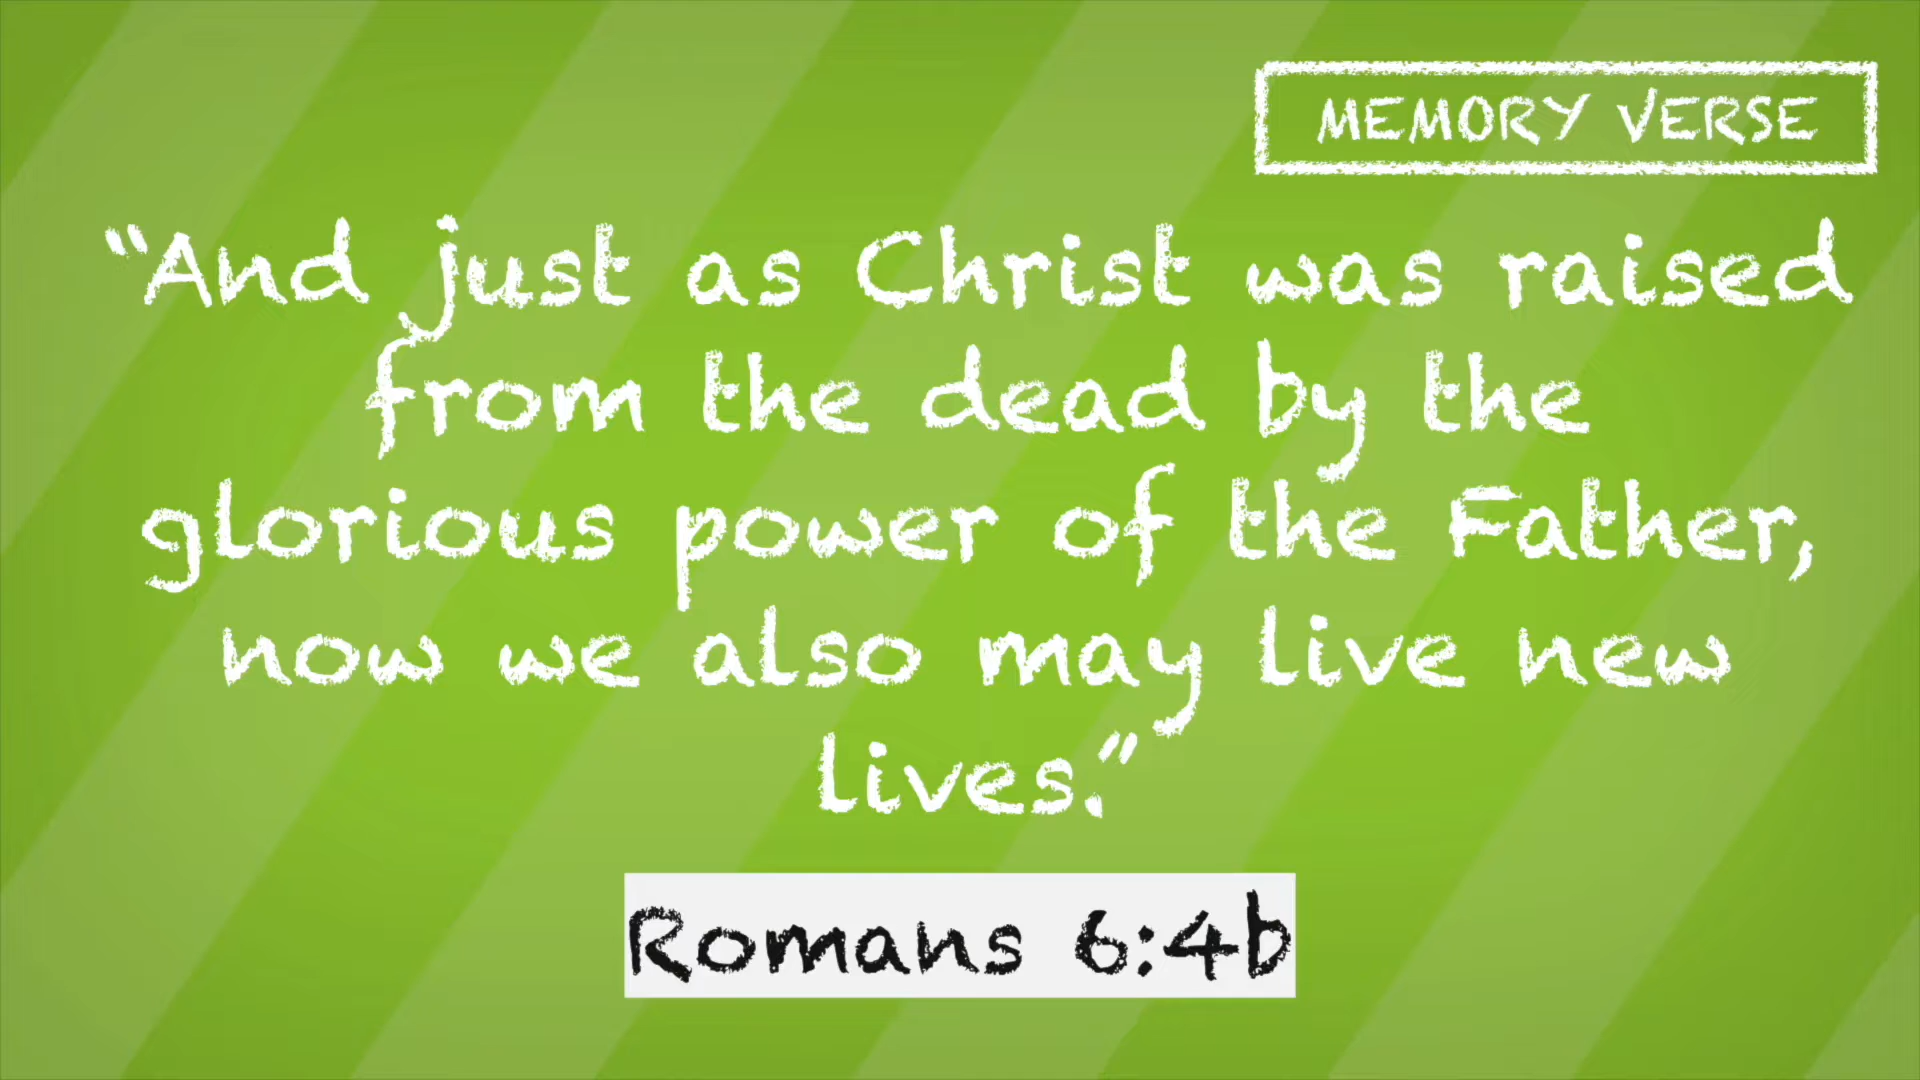 MEMORY VERSE
“And just as Christ was raised
from the dead by the
glorious power of the Father,
now we also may live new
lives.”
Romans 6:4b